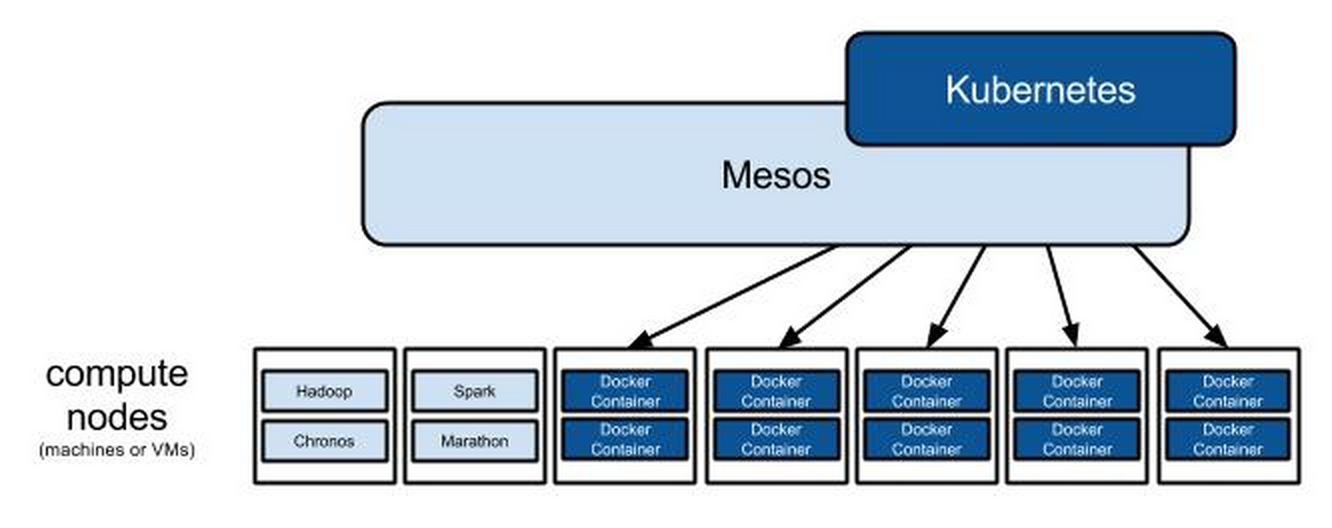 Kubernetes
Mesos
compute
nodes
(machines or VMs)
Hadoop
Chronos
Spark
Marathon
Docker
Container
Docker
Container
Docker
Container
Docker
Container
Docker
Container
Docker
Container
Docker
Container
Docker
Container
Docker
Container
Docker
Container